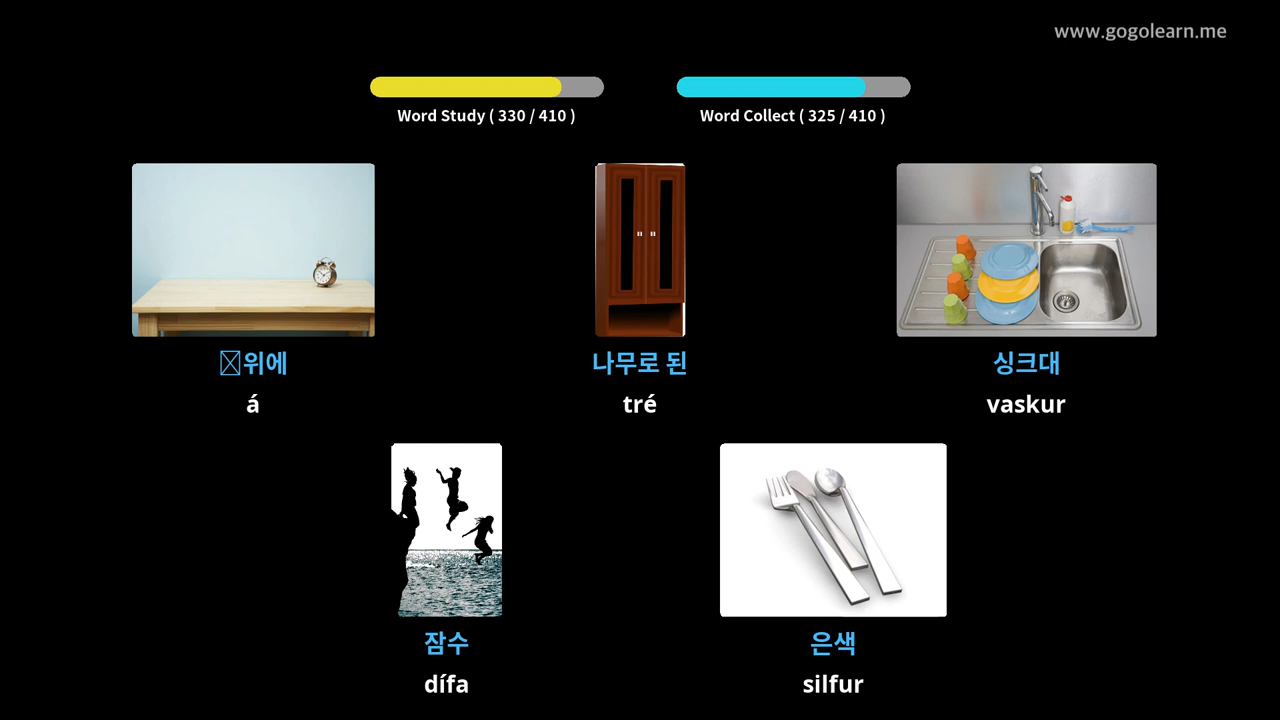 www.gogolearn.me
Word Study ( 330 / 410 )
Word Collect ( 325 / 410 )
위에
á
나무로 된
tré
싱크대
vaskur
잠수
dífa
은색
silfur